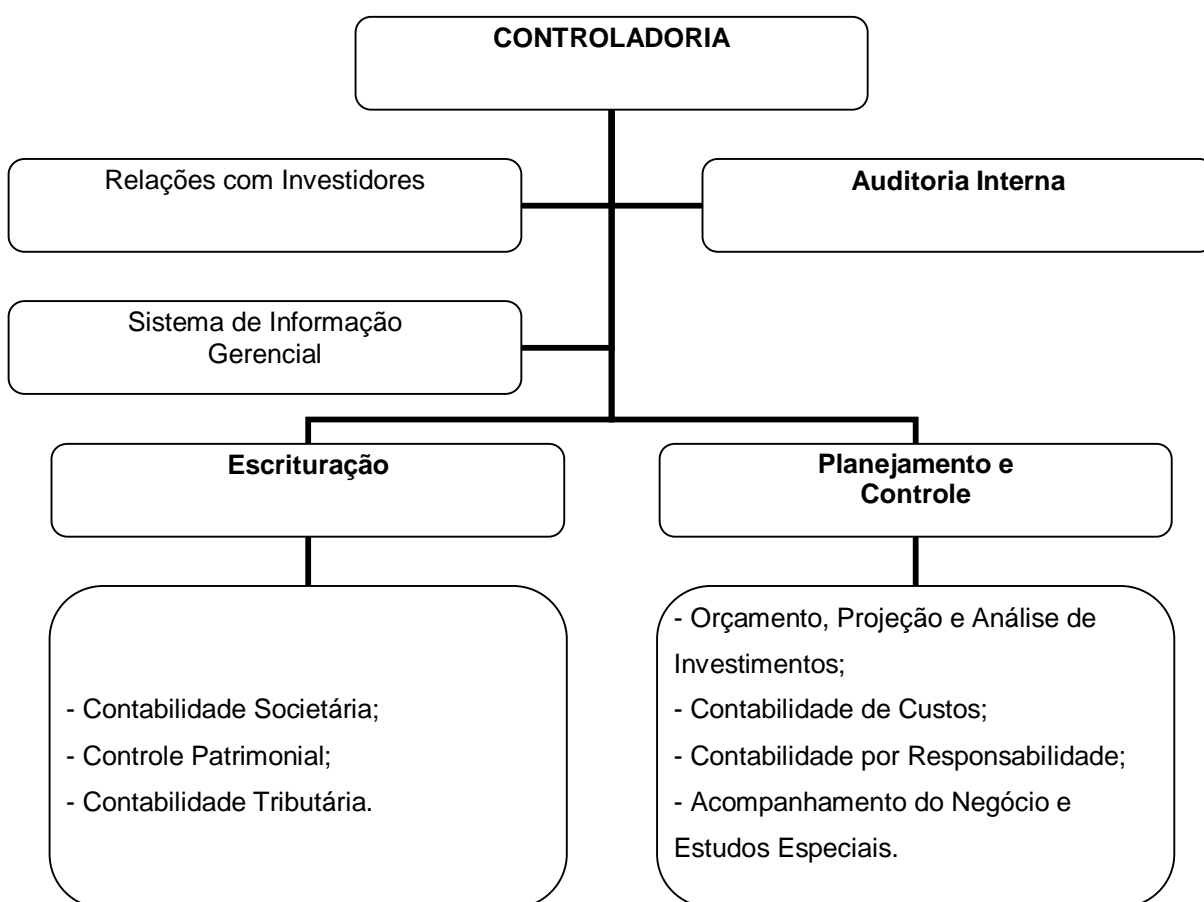 CONTROLADORIA
Relações com Investidores
Auditoria Interna
Sistema de Informação
Gerencial
Escrituração
Planejamento e
Controle
- Contabilidade Societária;
- Controle Patrimonial;
- Contabilidade Tributária.
- Orçamento, Projeção e Análise de
Investimentos;
- Contabilidade de Custos;
- Contabilidade por Responsabilidade;
- Acompanhamento do Negócio e
Estudos Especiais.